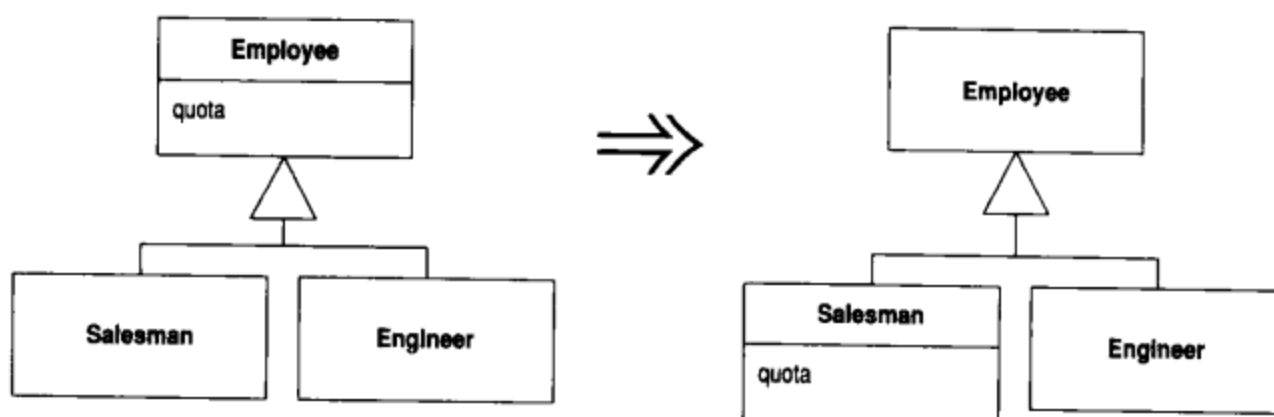 Employee
quota
Salesman
Engineer
Employee
Salesman
quota
Engineer